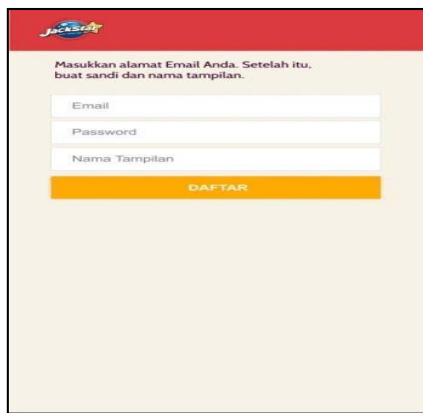 JackStar
Masukkan alamat Email Anda. Setelah itu,
buat sandi dan nama tampilan.
Email
Password
Nama Tampilan
DAFTAR